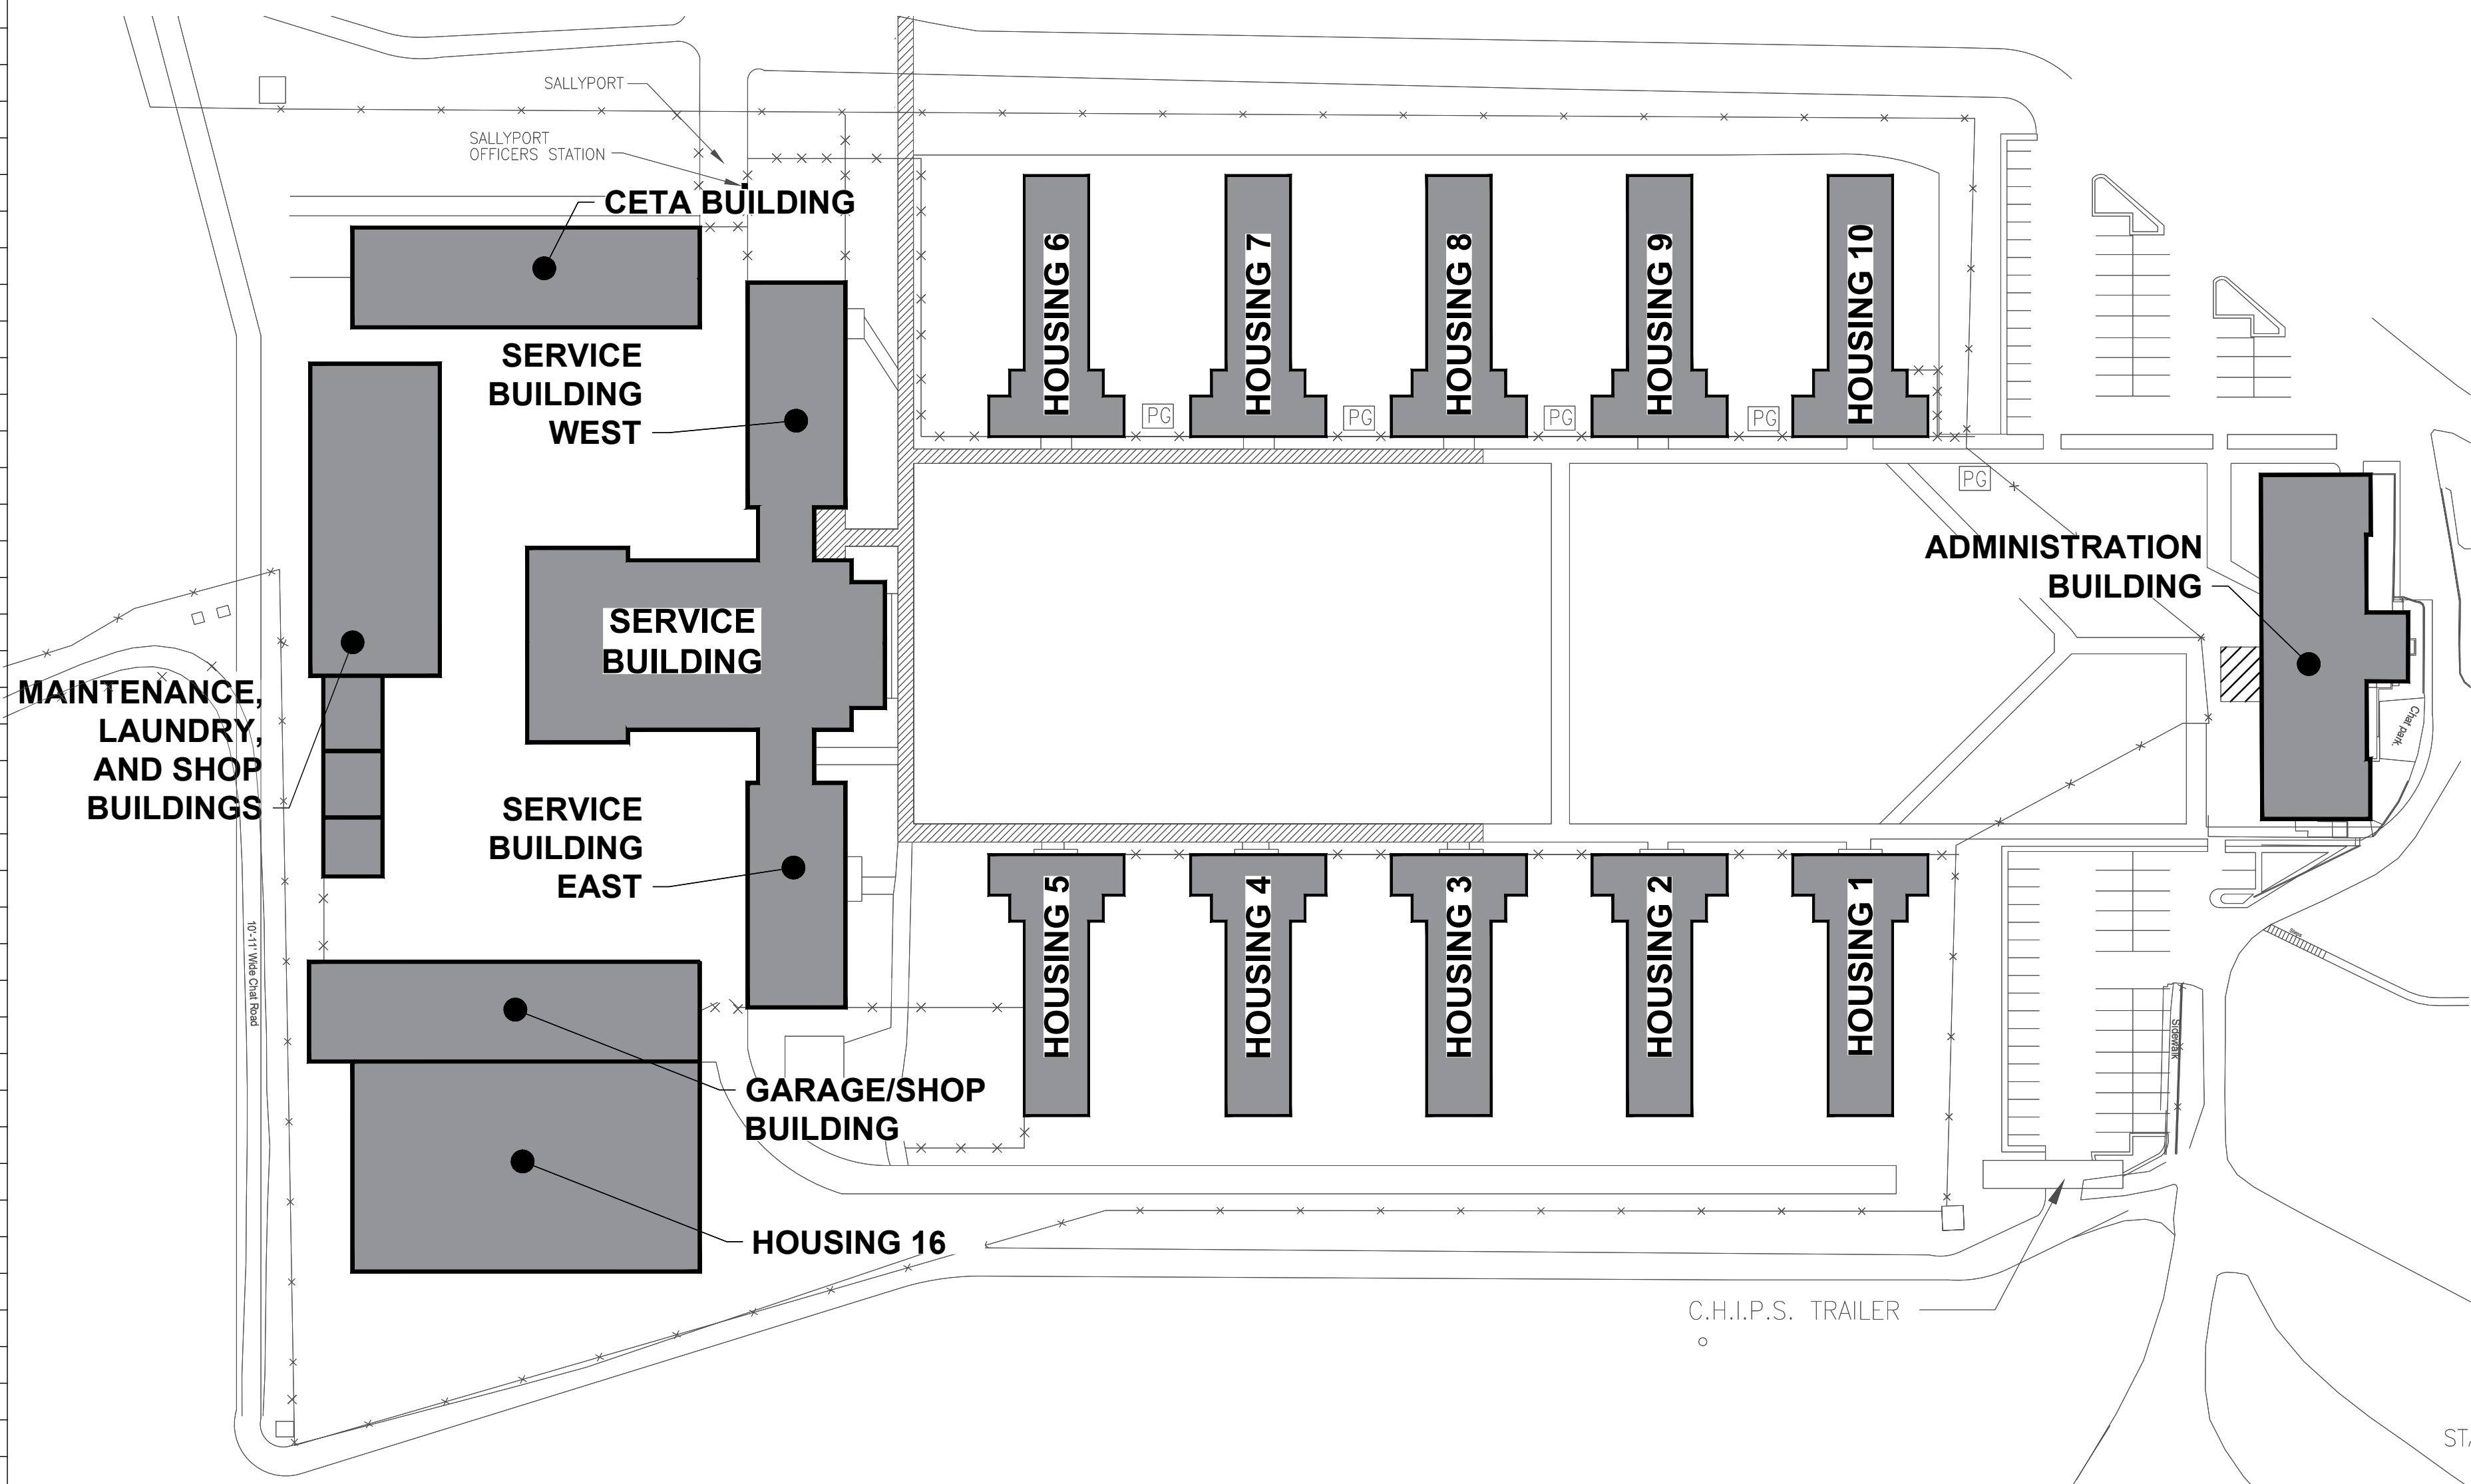 SALLYPORT
SALLYPORT
OFFICERS STATION
CETA BUILDING
SERVICE
BUILDING
WEST
HOUSING 6
HOUSING 7
HOUSING 8
HOUSING 9
HOUSING 10
PG
PG
PG
PG
PG
ADMINISTRATION
BUILDING
SERVICE
BUILDING
MAINTENANCE,
LAUNDRY,
AND SHOP
BUILDINGS
Chat park.
SERVICE
BUILDING
EAST
HOUSING 5
HOUSING 4
HOUSING 3
HOUSING 2
HOUSING 1
10'-11' Wide Chat Road
Sidewalk
GARAGE/SHOP
BUILDING
HOUSING 16
C.H.I.P.S. TRAILER